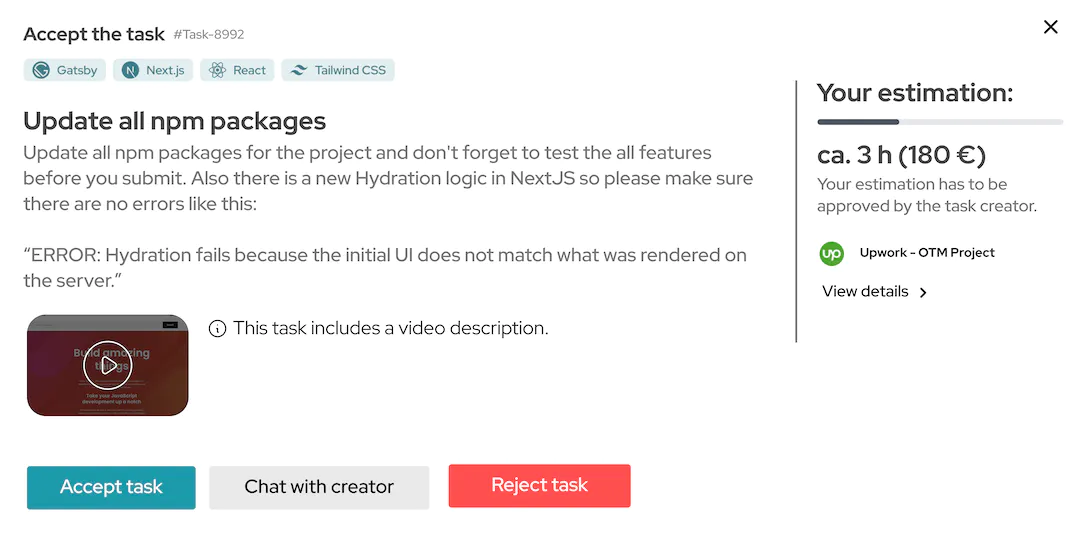 Accept the task #Task-8992
Gatsby Next.js React Tailwind CSS
Update all npm packages
Update all npm packages for the project and don't forget to test the all features
before you submit. Also there is a new Hydration logic in NextJS so please make sure
there are no errors like this:
“ERROR: Hydration fails because the initial UI does not match what was rendered on
the server.”
Build amazing
things
Take your JavaScript
development up a notch
This task includes a video description.
Accept task
Chat with creator
Reject task
Your estimation:
ca. 3 h (180 €)
Your estimation has to be
approved by the task creator.
up Upwork - OTM Project
View details